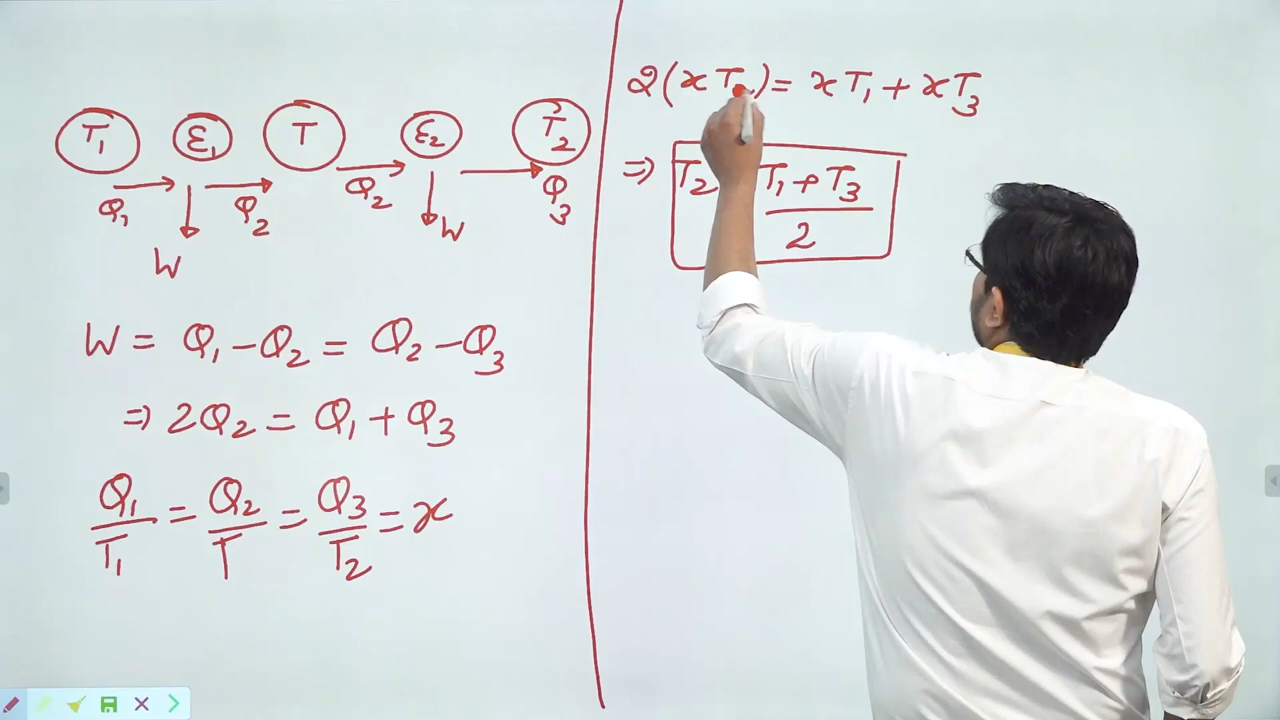 T₁ ε₁ T ε₂ T₂
Q₁ Q₂ Q₂ Q₃
W W
W = Q₁ - Q₂ = Q₂ - Q₃
⇒ 2Q₂ = Q₁ + Q₃
Q₁/T₁ = Q₂/T = Q₃/T₂ = x
2(xT ) = xT₁ + xT₃
⇒ T₂ T₁ + T₃/2